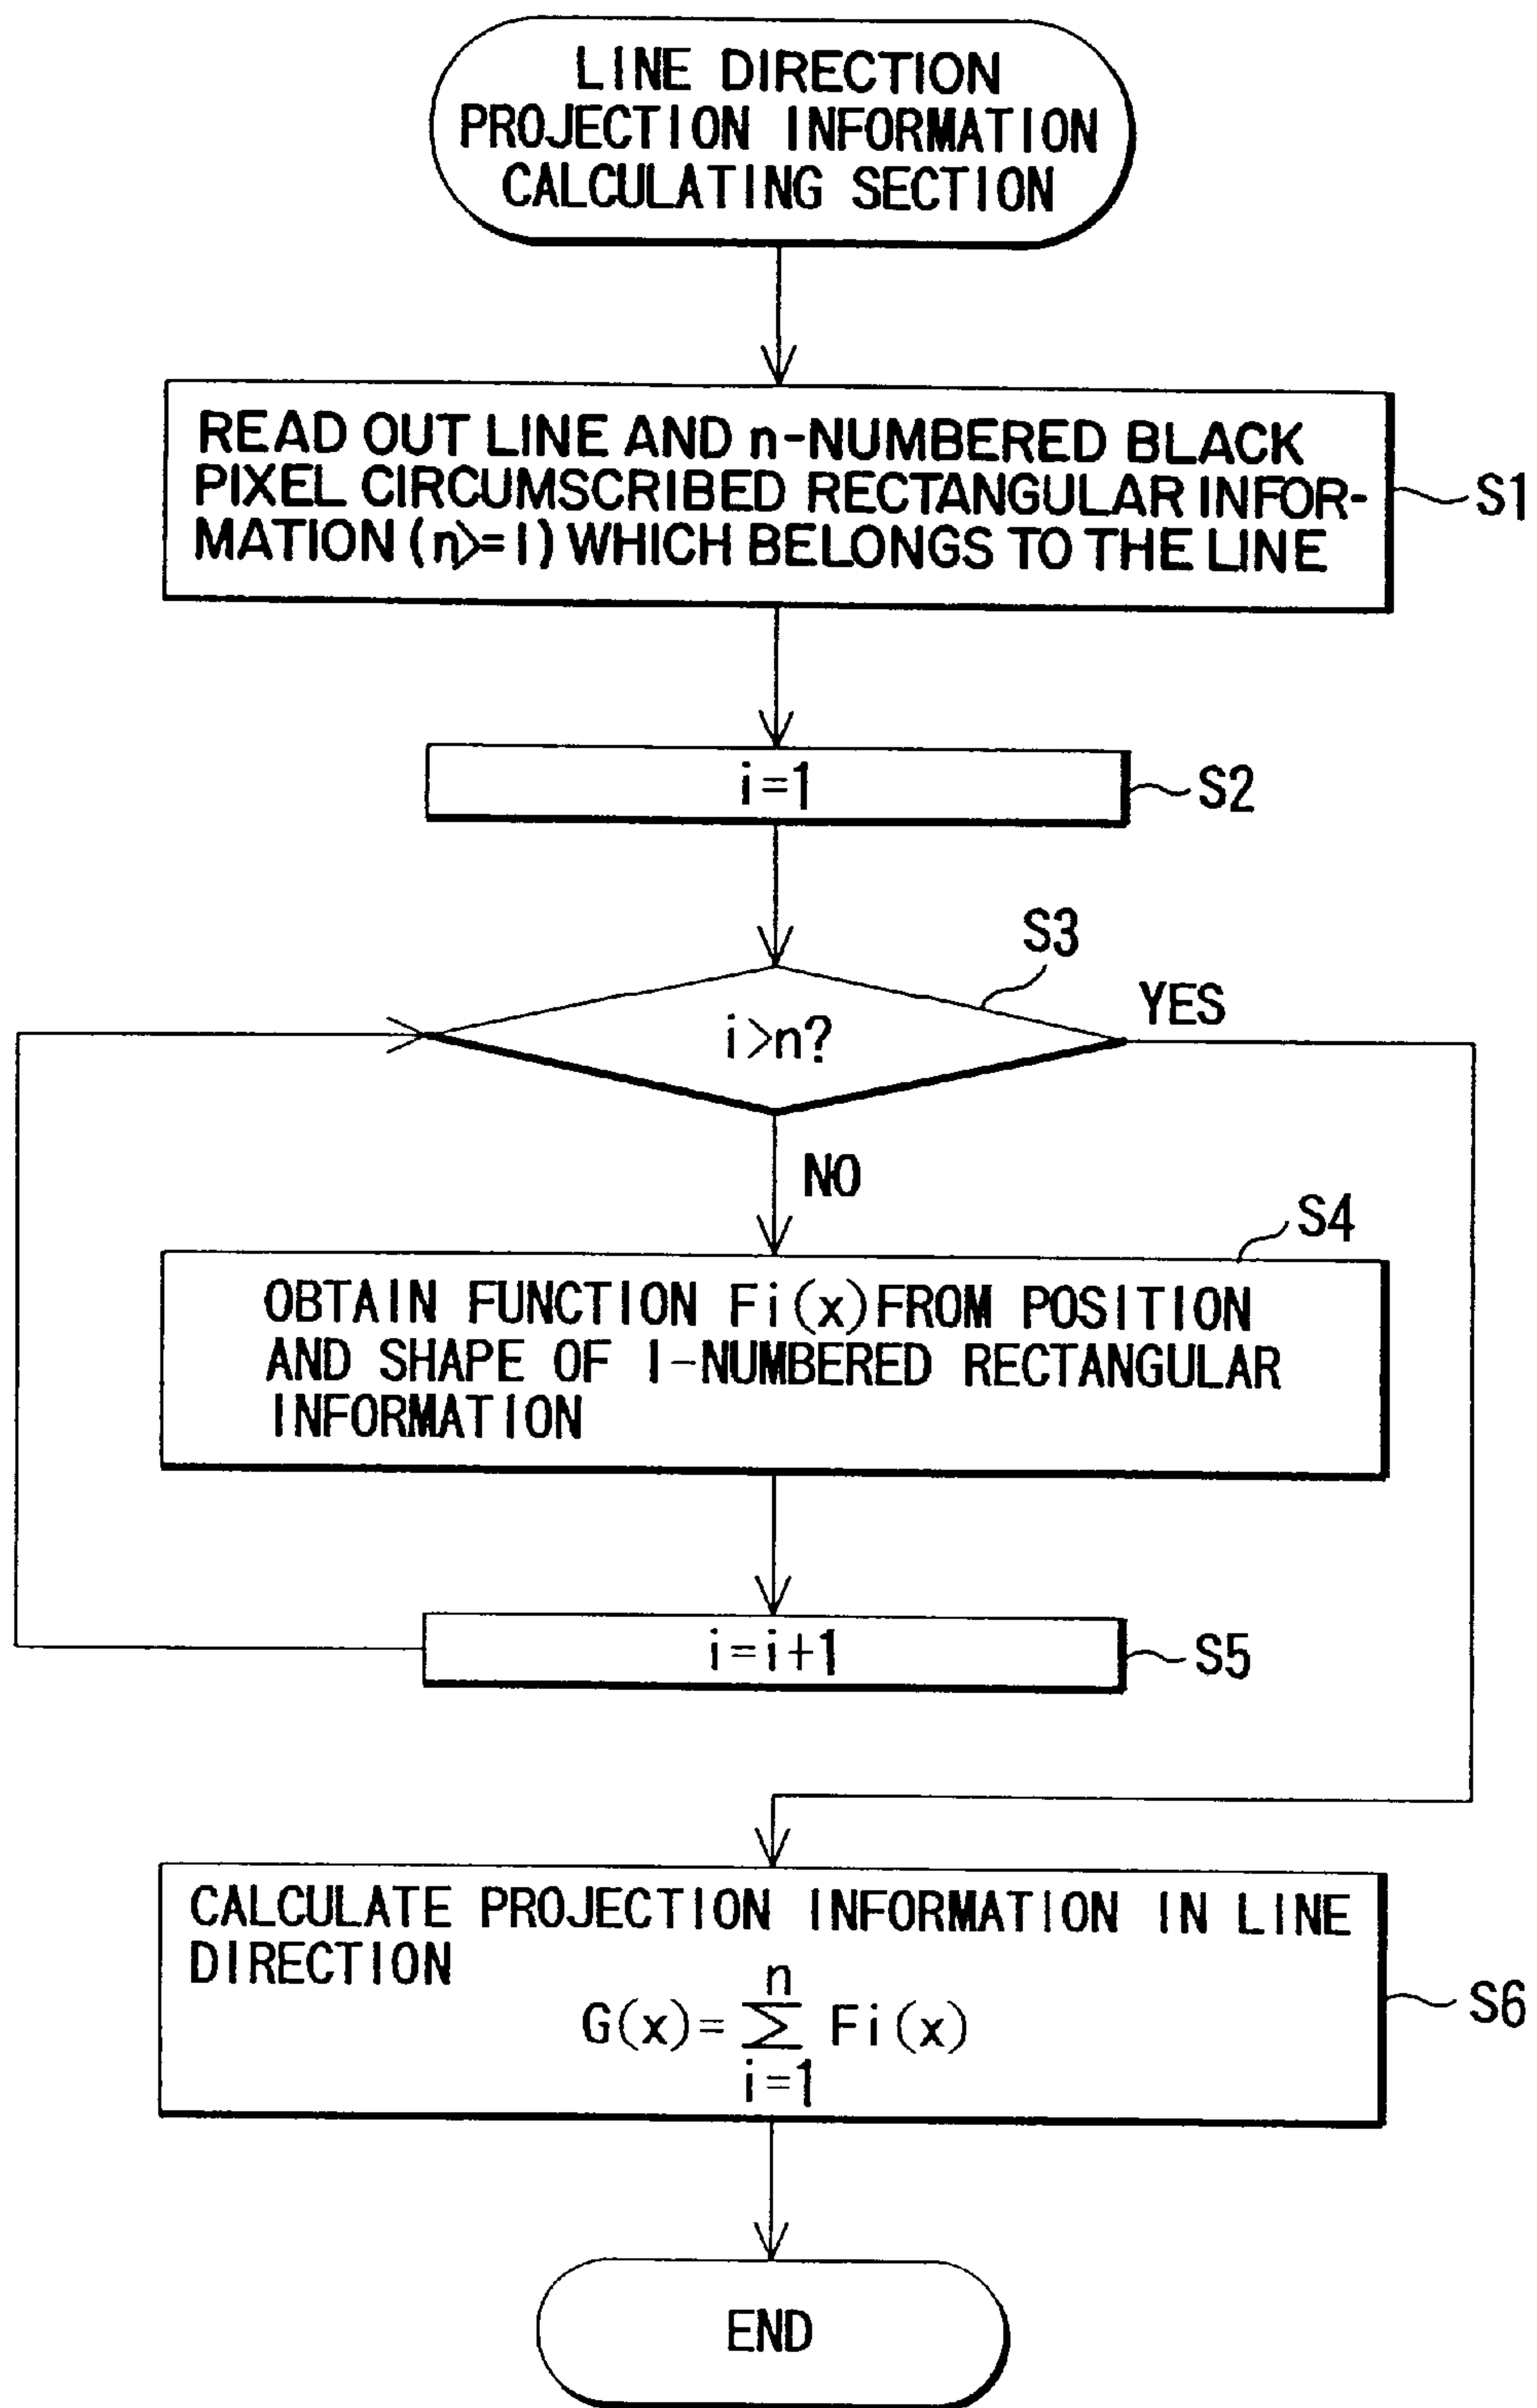 LINE DIRECTION
PROJECTION INFORMATION
CALCULATING SECTION
READ OUT LINE AND n-NUMBERED BLACK
PIXEL CIRCUMSCRIBED RECTANGULAR INFOR-
MATION (n>=1) WHICH BELONGS TO THE LINE
S1
i=1
S2
S3
i>n?
YES
NO
S4
OBTAIN FUNCTION Fi(x) FROM POSITION
AND SHAPE OF I-NUMBERED RECTANGULAR
INFORMATION
i=i+1
S5
CALCULATE PROJECTION INFORMATION IN LINE
DIRECTION
n
G(x)=∑ Fi(x)
i=1
S6
END